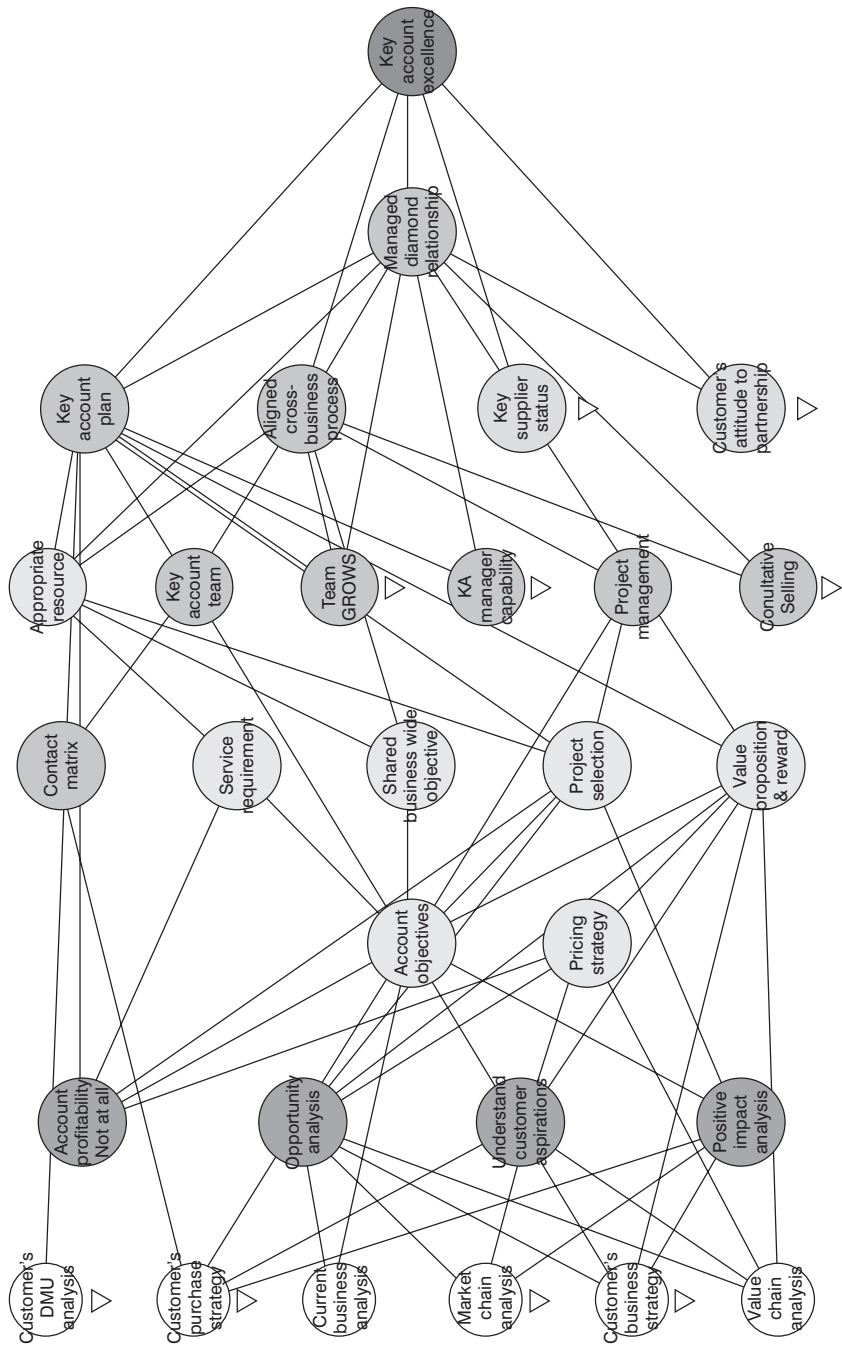 Key
account
excellence
Managed
diamond
relationship
Key
account
plan
Aligned
cross-
business
process
Key
supplier
status
Customer's
attitude to
partnership
Appropriate
resource
Key
account
team
Team
GROWS
KA
manager
capability
Project
management
Conultative
Selling
Contact
matrix
Service
requirement
Shared
business wide
objective
Project
selection
Value
proposition
& reward
Account
objectives
Pricing
strategy
Account
profitability
Not at all
Opportunity
analysis
Understand
customer
aspirations
Positive
impact
analysis
Customer's
DMU
analysis
Customer's
purchase
strategy
Current
business
analysis
Market
chain
analysis
Customer's
business
strategy
Value
chain
analysis